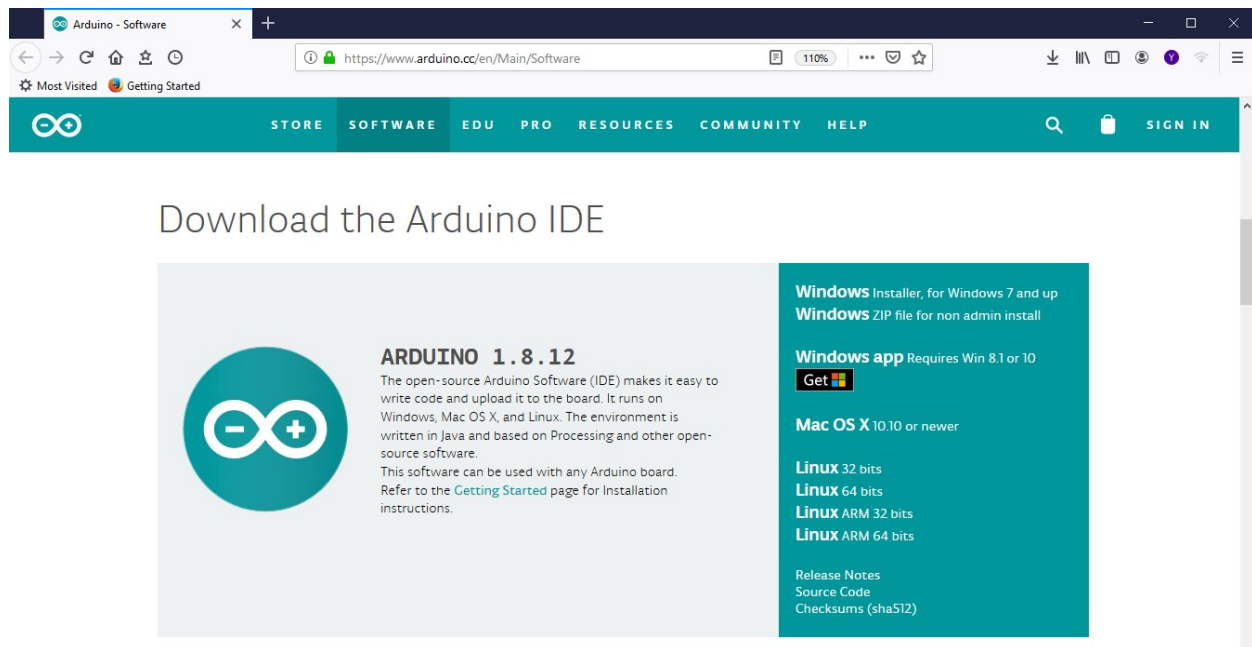 Arduino - Software
https://www.arduino.cc/en/Main/Software
110%
Y
Most Visited Getting Started
STORE SOFTWARE EDU PRO RESOURCES COMMUNITY HELP SIGN IN
Download the Arduino IDE
ARDUINO 1.8.12
The open-source Arduino Software (IDE) makes it easy to
write code and upload it to the board. It runs on
Windows, Mac OS X, and Linux. The environment is
written in Java and based on Processing and other open-
source software.
This software can be used with any Arduino board.
Refer to the Getting Started page for Installation
instructions.
Windows Installer, for Windows 7 and up
Windows ZIP file for non admin install
Windows app Requires Win 8.1 or 10
Get
Mac OS X 10.10 or newer
Linux 32 bits
Linux 64 bits
Linux ARM 32 bits
Linux ARM 64 bits
Release Notes
Source Code
Checksums (sha512)